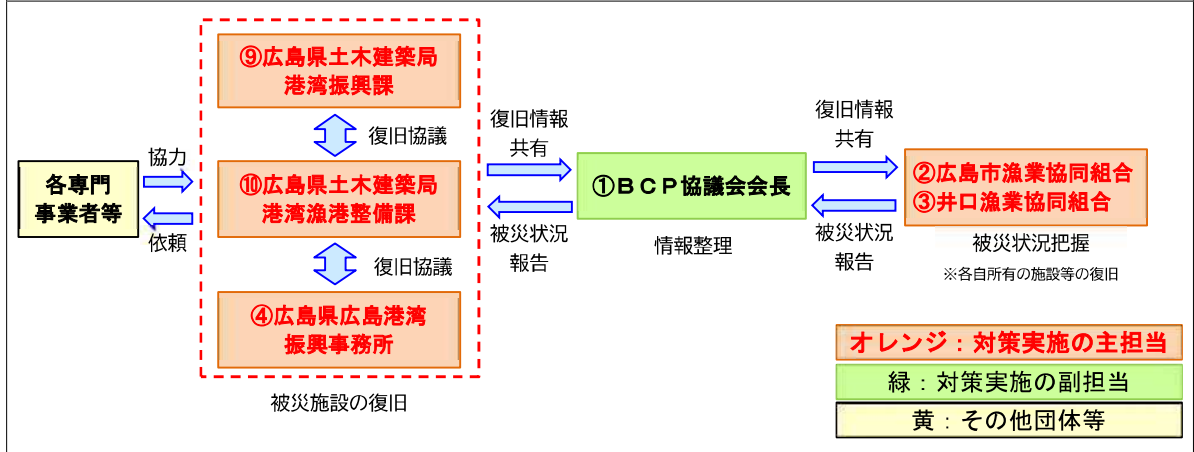 各専門
事業者等
協力
依頼
⑨広島県土木建築局
港湾振興課
復旧協議
⑩広島県土木建築局
港湾漁港整備課
復旧協議
④広島県広島港湾
振興事務所
被災施設の復旧
復旧情報
共有
被災状況
報告
①ＢＣＰ協議会会長
情報整理
復旧情報
共有
被災状況
報告
②広島市漁業協同組合
③井口漁業協同組合
被災状況把握
※各自所有の施設等の復旧
オレンジ：対策実施の主担当
緑：対策実施の副担当
黄：その他団体等